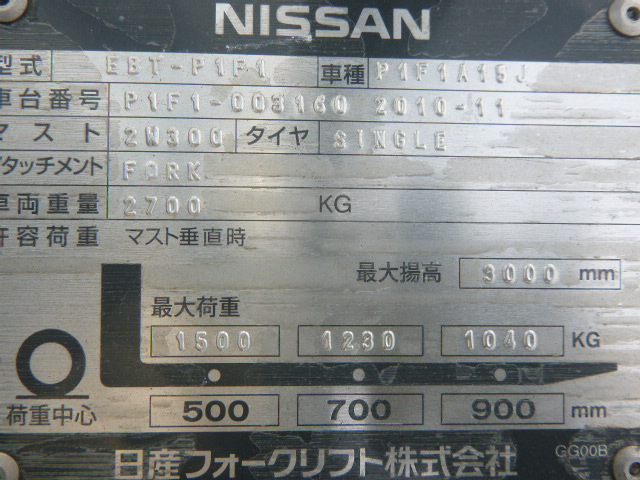 NISSAN
型式 EBT-P1F1 車種 P1F1A15J
車台番号 P1F1-003160 2010-11
マスト 2W300 タイヤ SINGLE
アタッチメント FORK
車両重量 2700 KG
許容荷重 マスト垂直時
最大揚高 3000 mm
最大荷重
1500 1230 1040 KG
荷重中心 500 700 900 mm
日産フォークリフト株式会社 GG00B